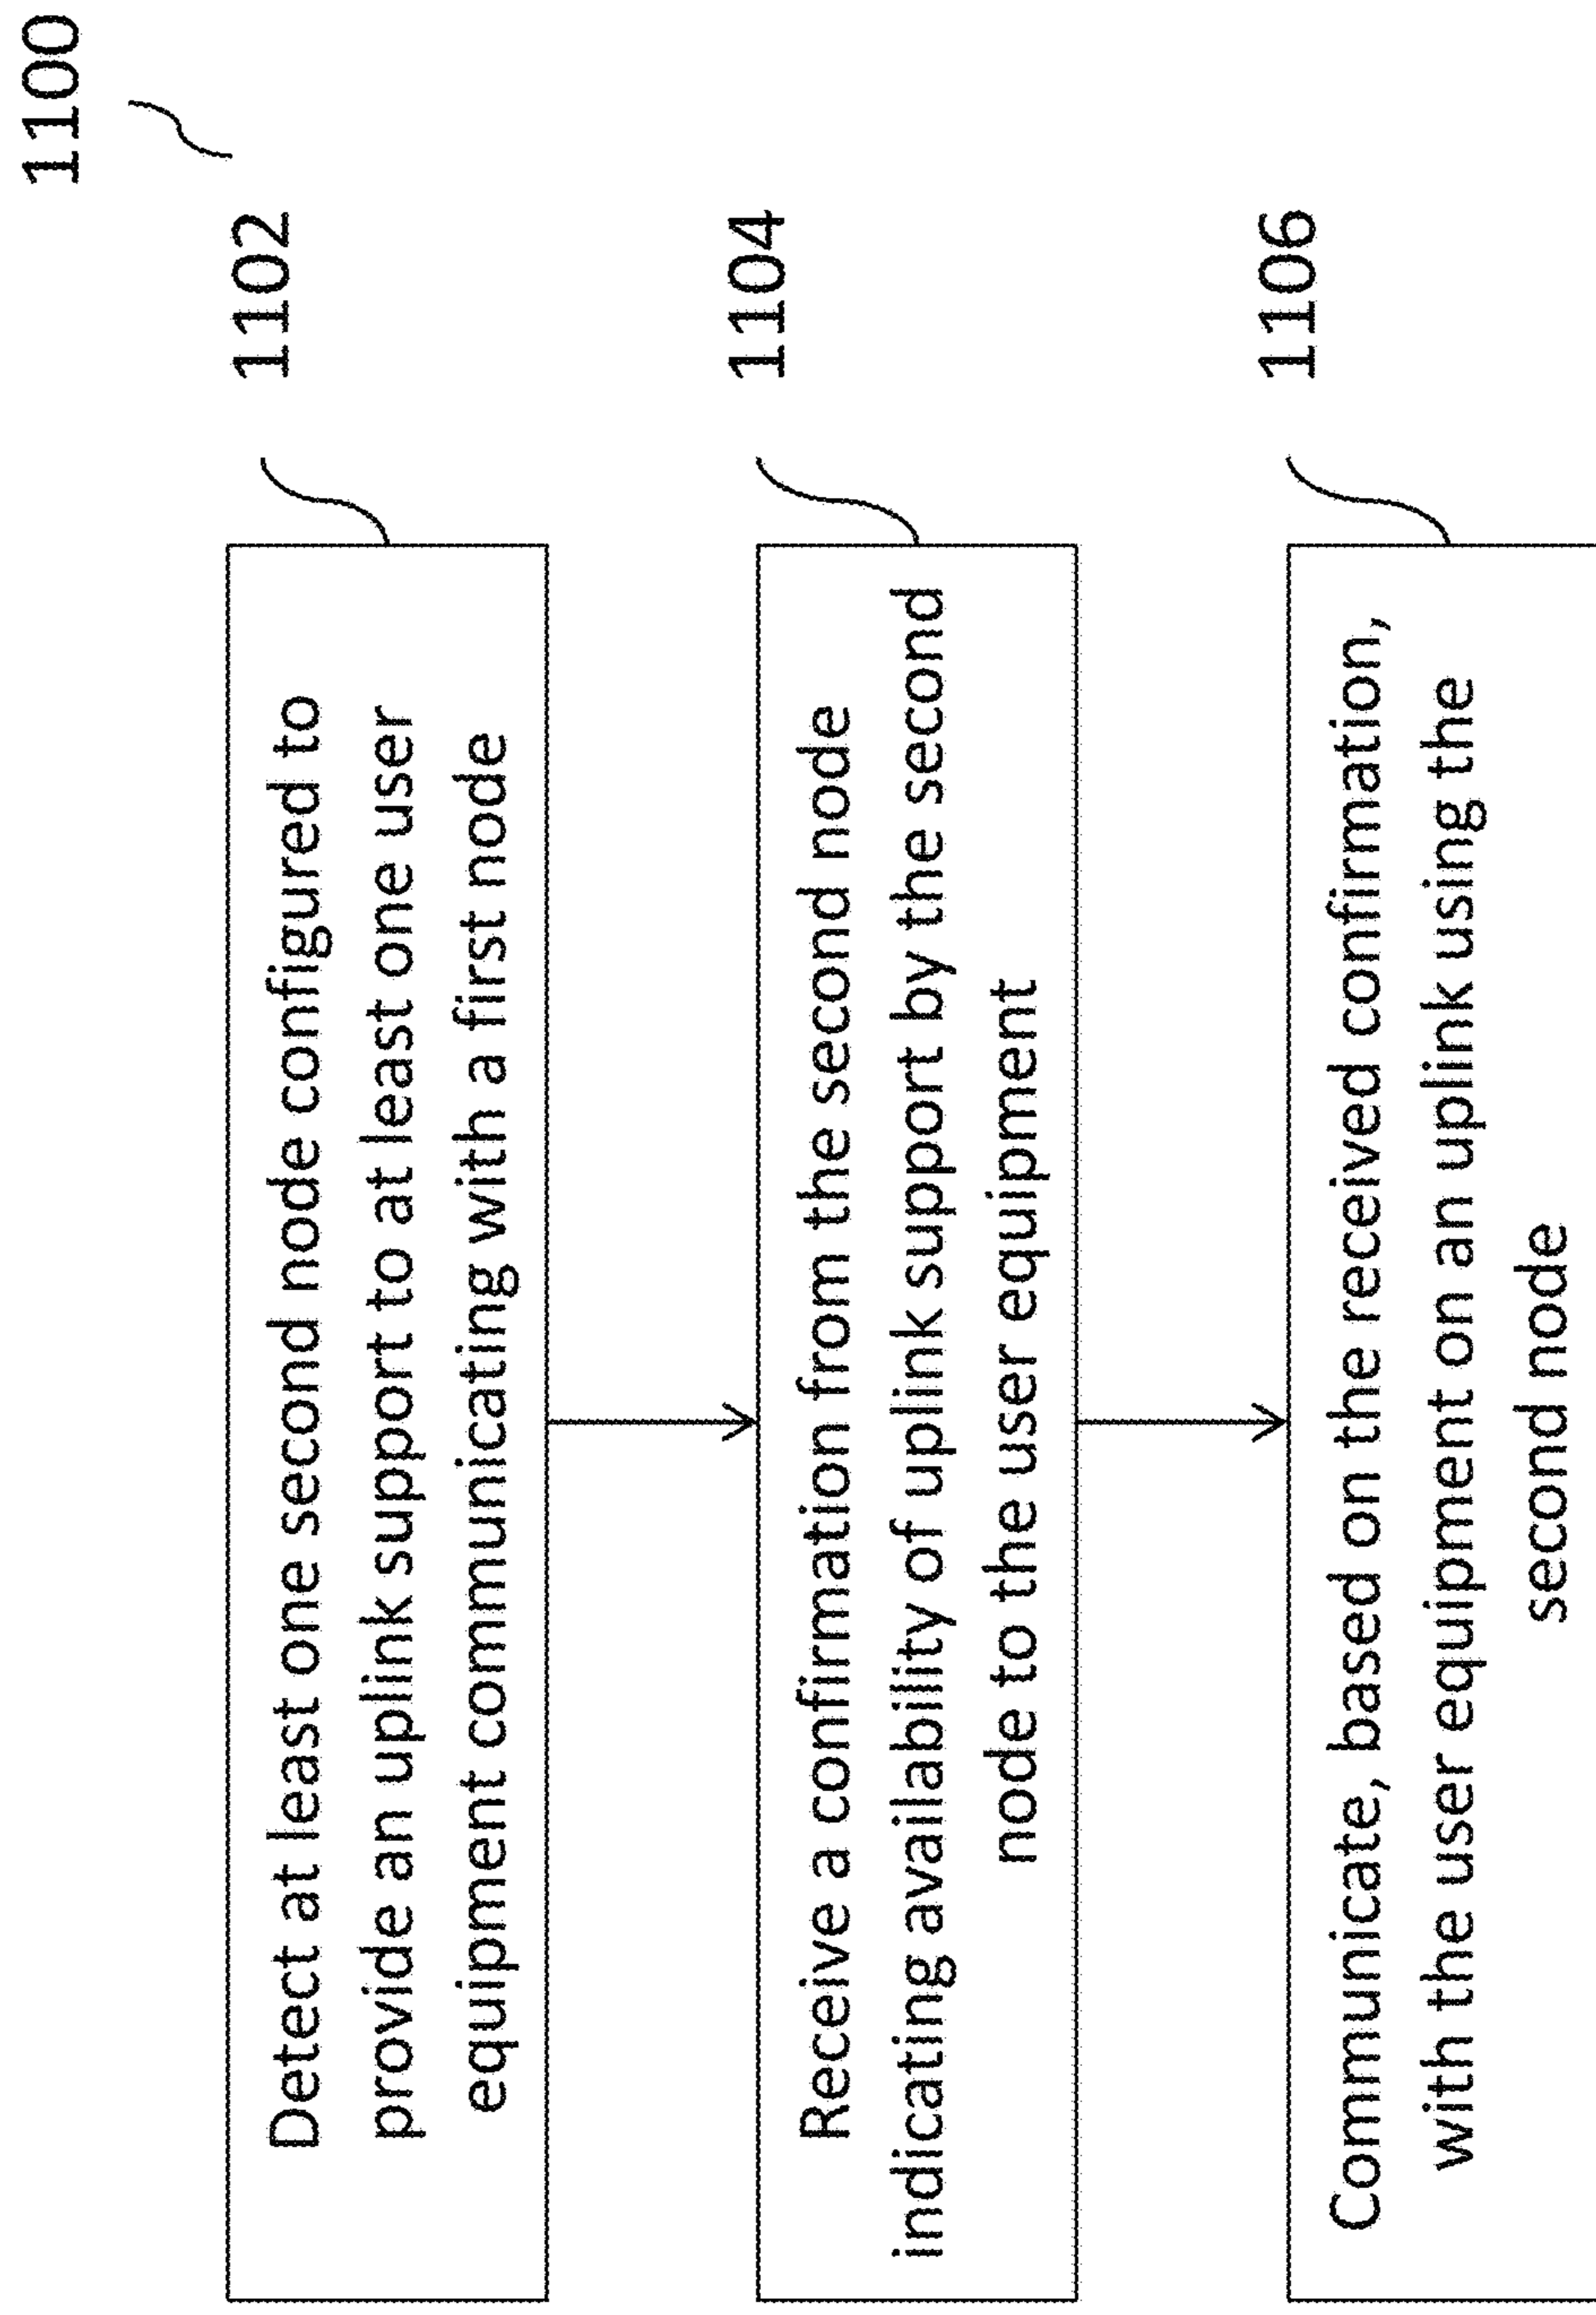 1100
1102
Detect at least one second node configured to
provide an uplink support to at least one user
equipment communicating with a first node
1104
Receive a confirmation from the second node
indicating availability of uplink support by the second
node to the user equipment
1106
Communicate, based on the received confirmation,
with the user equipment on an uplink using the
second node